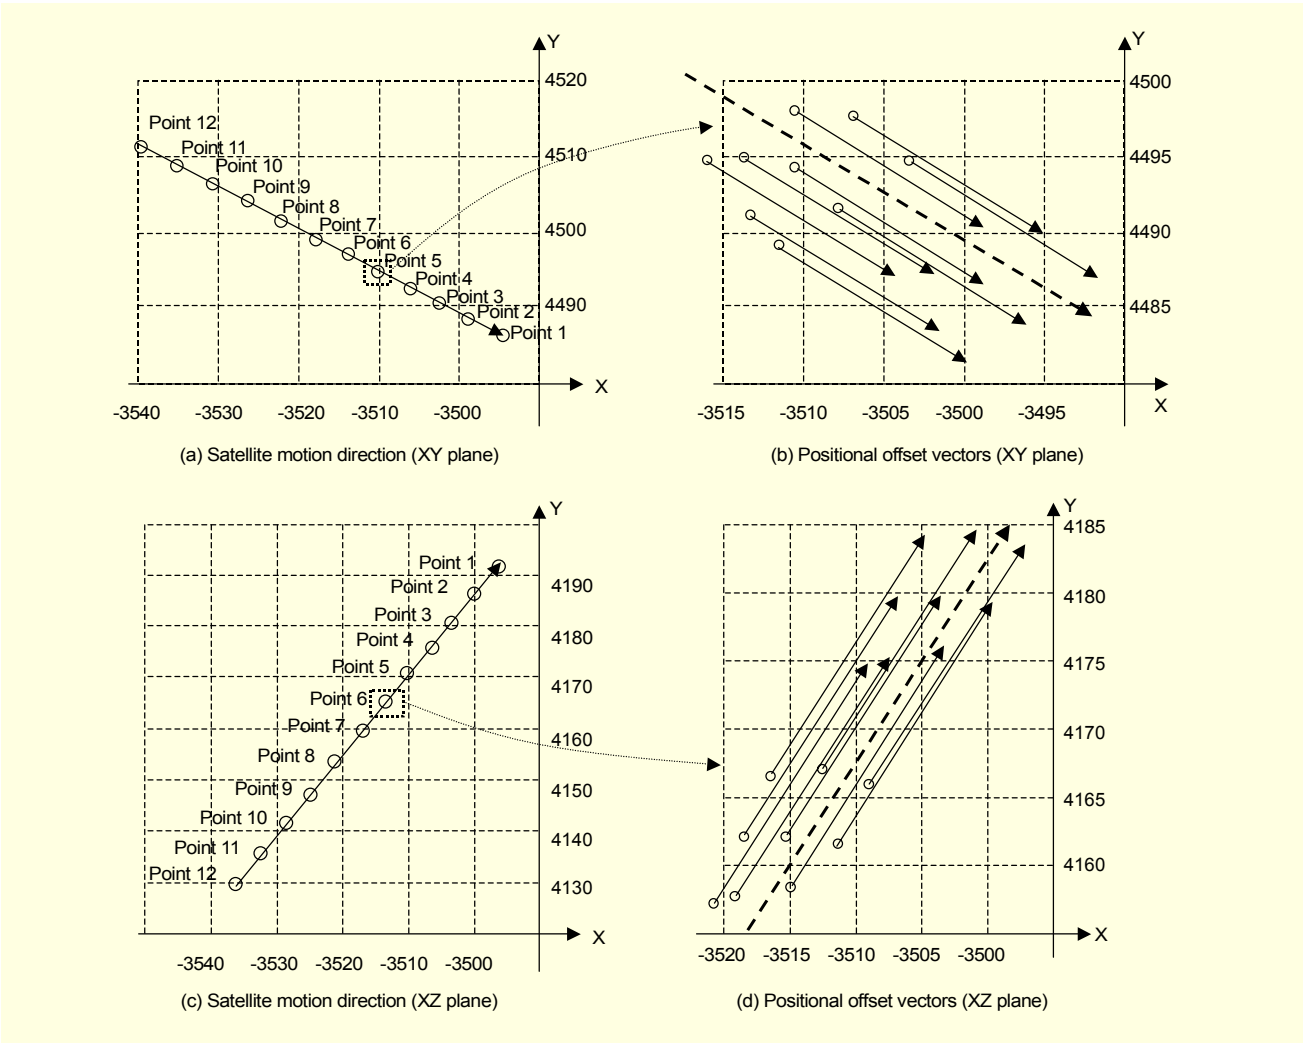 Y
4520
4510
4500
4490
Point 12
Point 11
Point 10
Point 9
Point 8
Point 7
Point 6
Point 5
Point 4
Point 3
Point 2
Point 1
X
-3540 -3530 -3520 -3510 -3500
(a) Satellite motion direction (XY plane)
Y
4500
4495
4490
4485
X
-3515 -3510 -3505 -3500 -3495
(b) Positional offset vectors (XY plane)
Y
Point 1
Point 2
Point 3
Point 4
Point 5
Point 6
Point 7
Point 8
Point 9
Point 10
Point 11
Point 12
4190
4180
4170
4160
4150
4140
4130
X
-3540 -3530 -3520 -3510 -3500
(c) Satellite motion direction (XZ plane)
Y
4185
4180
4175
4170
4165
4160
X
-3520 -3515 -3510 -3505 -3500
(d) Positional offset vectors (XZ plane)